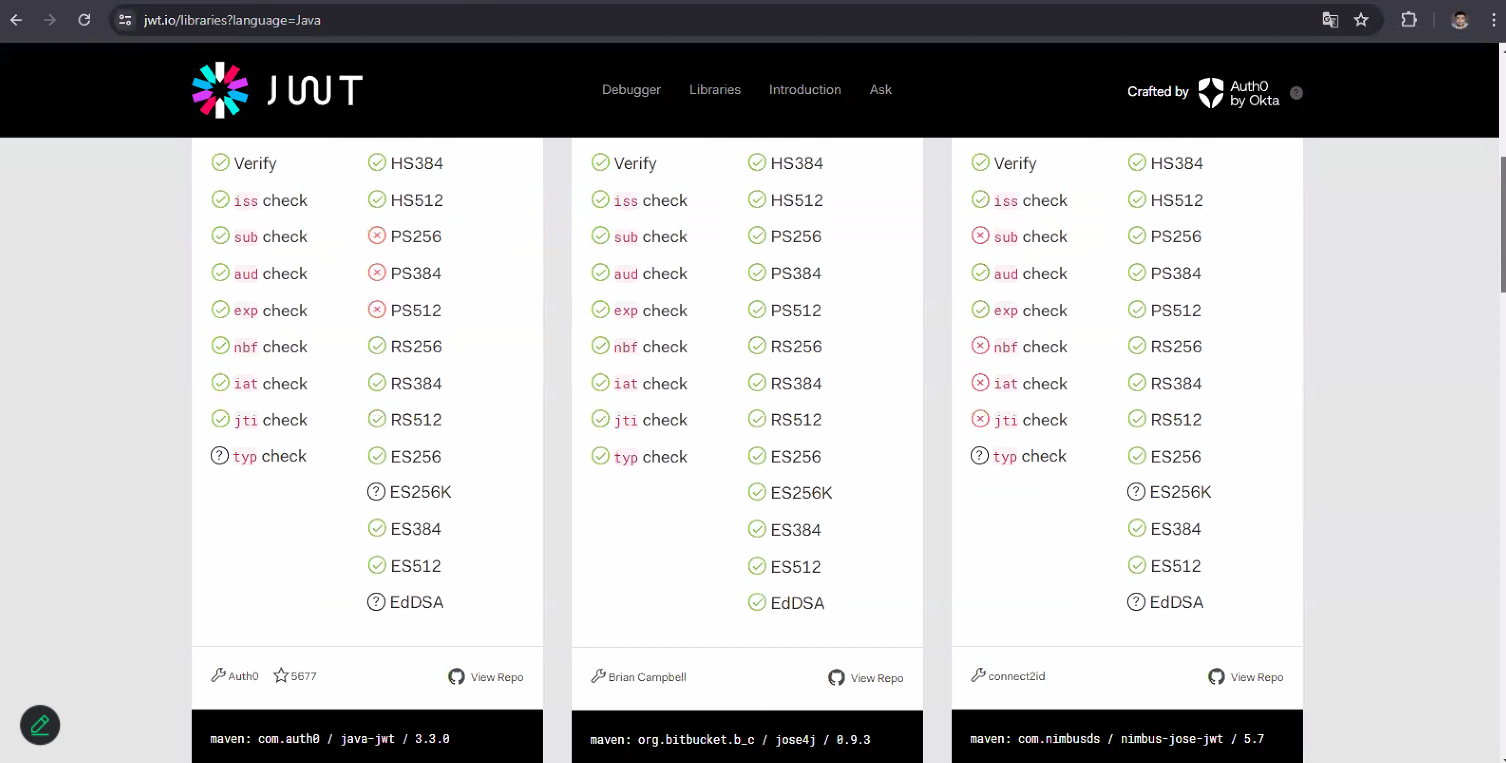 jwt.io/libraries?language=Java
JWT
Debugger Libraries Introduction Ask
Crafted by Auth0 by Okta ?
Verify
iss check
sub check
aud check
exp check
nbf check
iat check
jti check
? typ check
HS384
HS512
PS256
PS384
PS512
RS256
RS384
RS512
ES256
? ES256K
ES384
ES512
? EdDSA
Auth0 5677 View Repo
maven: com.auth0 / java-jwt / 3.3.0
Verify
iss check
sub check
aud check
exp check
nbf check
iat check
jti check
typ check
HS384
HS512
PS256
PS384
PS512
RS256
RS384
RS512
ES256
ES256K
ES384
ES512
EdDSA
Brian Campbell View Repo
maven: org.bitbucket.b_c / jose4j / 0.9.3
Verify
iss check
sub check
aud check
exp check
nbf check
iat check
jti check
? typ check
HS384
HS512
PS256
PS384
PS512
RS256
RS384
RS512
ES256
? ES256K
ES384
ES512
? EdDSA
connect2id View Repo
maven: com.nimbusds / nimbus-jose-jwt / 5.7